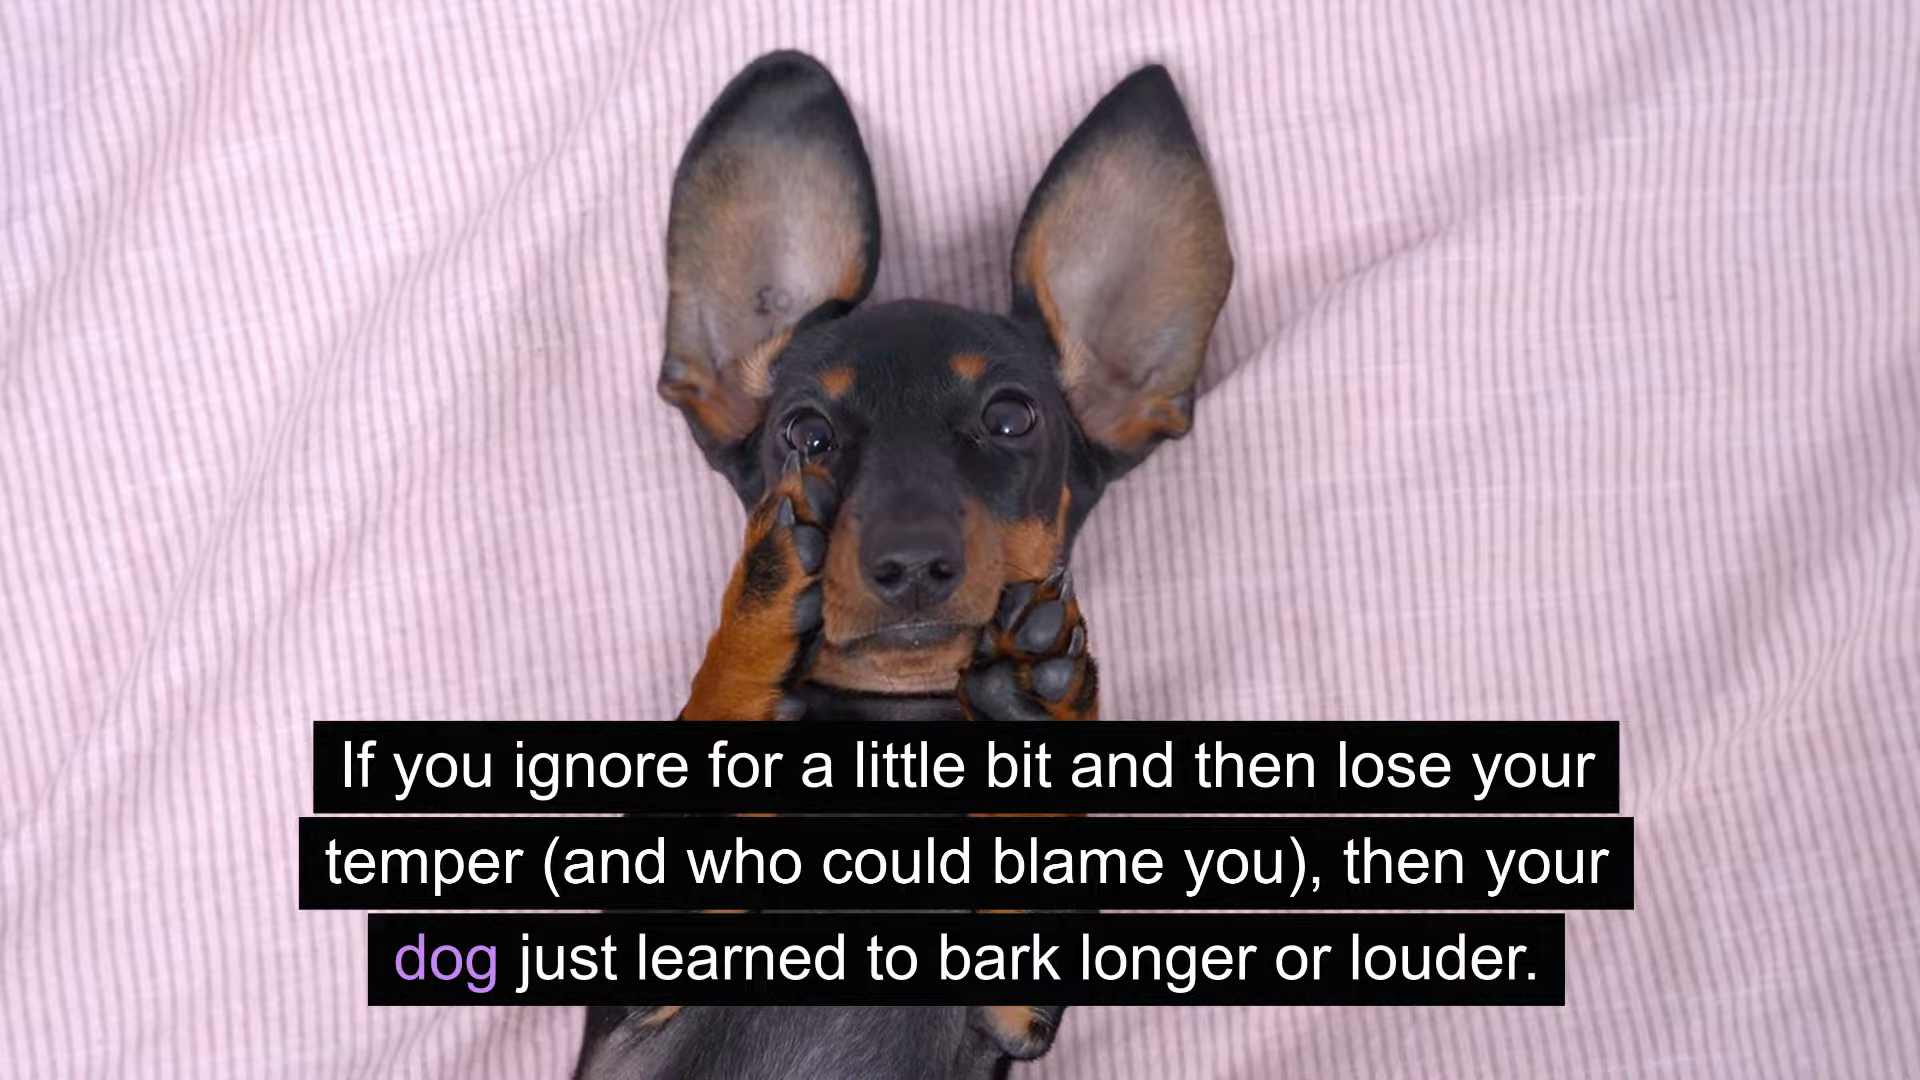 If you ignore for a little bit and then lose your
temper (and who could blame you), then your
dog just learned to bark longer or louder.